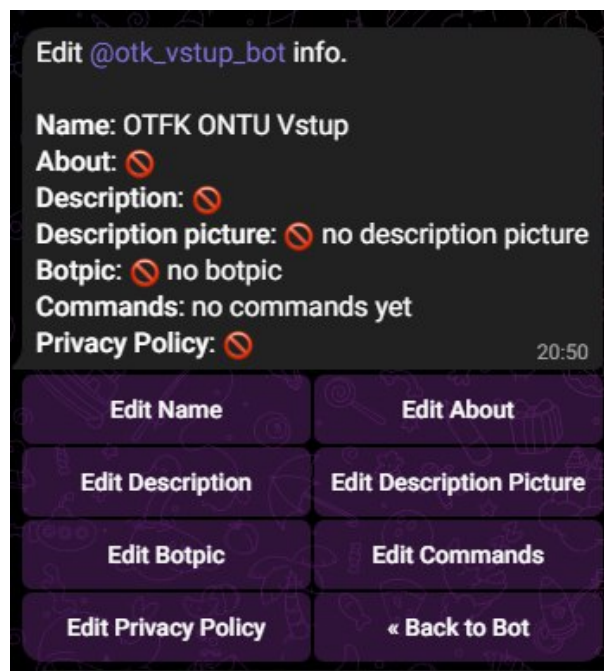 Edit @otk_vstup_bot info.
Name: OTFK ONTU Vstup
About: 🚫
Description: 🚫
Description picture: 🚫 no description picture
Botpic: 🚫 no botpic
Commands: no commands yet
Privacy Policy: 🚫
20:50
Edit Name
Edit About
Edit Description
Edit Description Picture
Edit Botpic
Edit Commands
Edit Privacy Policy
« Back to Bot